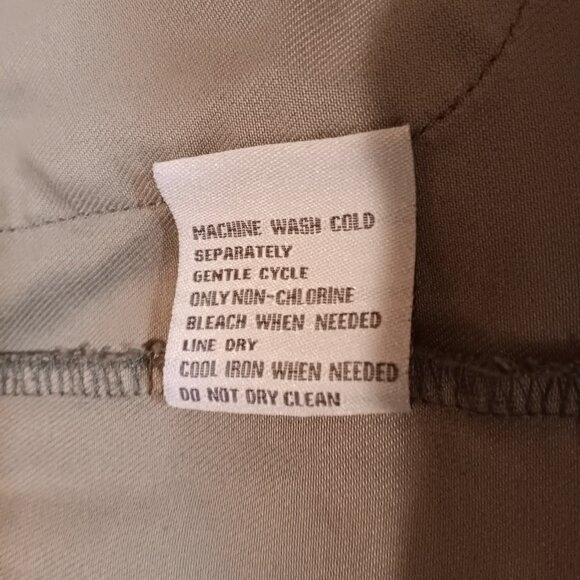 MACHINE WASH COLD
SEPARATELY
GENTLE CYCLE
ONLY NON-CHLORINE
BLEACH WHEN NEEDED
LINE DRY
COOL IRON WHEN NEEDED
DO NOT DRY CLEAN